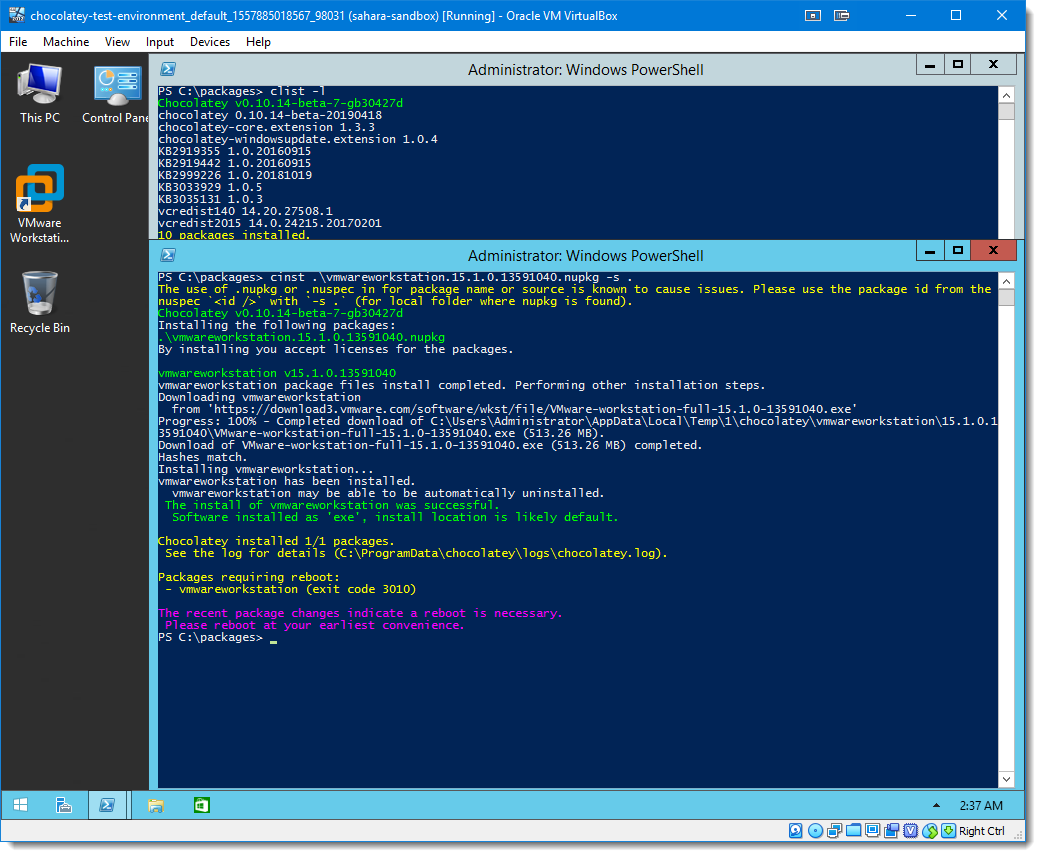 chocolatey-test-environment_default_1557885018567_98031 (sahara-sandbox) [Running] - Oracle VM VirtualBox
File Machine View Input Devices Help
This PC
Control Pane
VMware
Workstati...
Recycle Bin
Administrator: Windows PowerShell
PS C:\packages> clist -l
Chocolatey v0.10.14-beta-7-gb30427d
chocolatey 0.10.14-beta-20190418
chocolatey-core.extension 1.3.3
chocolatey-windowsupdate.extension 1.0.4
KB2919355 1.0.20160915
KB2919442 1.0.20160915
KB2999226 1.0.20181019
KB3033929 1.0.5
KB3035131 1.0.3
vcredist140 14.20.27508.1
vcredist2015 14.0.24215.20170201
10 packages installed.
Administrator: Windows PowerShell
PS C:\packages> cinst .\vmwareworkstation.15.1.0.13591040.nupkg -s .
The use of .nupkg or .nuspec in for package name or source is known to cause issues. Please use the package id from the
nuspec `<id />` with `-s .` (for local folder where nupkg is found).
Chocolatey v0.10.14-beta-7-gb30427d
Installing the following packages:
.\vmwareworkstation.15.1.0.13591040.nupkg
By installing you accept licenses for the packages.
vmwareworkstation v15.1.0.13591040
vmwareworkstation package files install completed. Performing other installation steps.
Downloading vmwareworkstation
from 'https://download3.vmware.com/software/wkst/file/VMware-workstation-full-15.1.0-13591040.exe'
Progress: 100% - Completed download of C:\Users\Administrator\AppData\Local\Temp\1\chocolatey\vmwareworkstation\15.1.0.1
3591040\VMware-workstation-full-15.1.0-13591040.exe (513.26 MB).
Download of VMware-workstation-full-15.1.0-13591040.exe (513.26 MB) completed.
Hashes match.
Installing vmwareworkstation...
vmwareworkstation has been installed.
vmwareworkstation may be able to be automatically uninstalled.
The install of vmwareworkstation was successful.
Software installed as 'exe', install location is likely default.
Chocolatey installed 1/1 packages.
See the log for details (C:\ProgramData\chocolatey\logs\chocolatey.log).
Packages requiring reboot:
- vmwareworkstation (exit code 3010)
The recent package changes indicate a reboot is necessary.
Please reboot at your earliest convenience.
PS C:\packages> _
2:37 AM
Right Ctrl